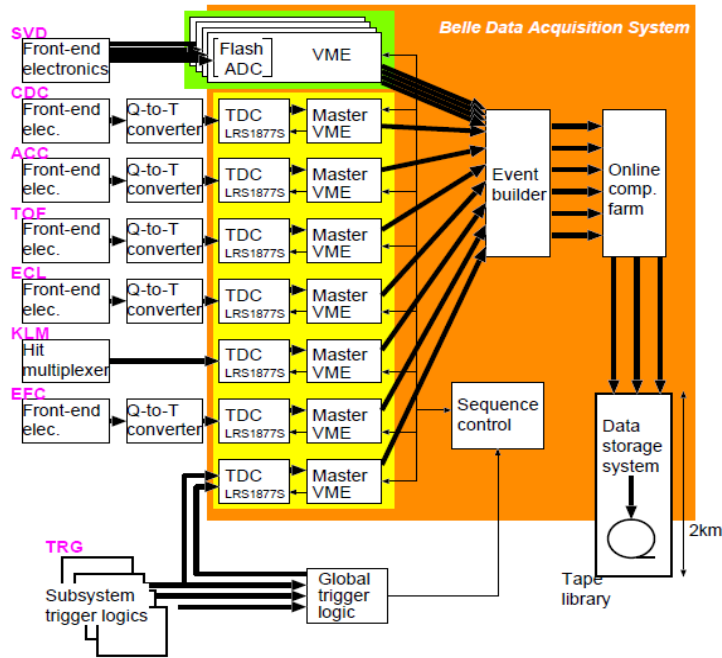 Belle Data Acquisition System
SVD
Front-end
electronics
Flash
ADC
VME
CDC
Front-end
elec.
Q-to-T
converter
TDC
LRS1877S
Master
VME
ACC
Front-end
elec.
Q-to-T
converter
TDC
LRS1877S
Master
VME
TOF
Front-end
elec.
Q-to-T
converter
TDC
LRS1877S
Master
VME
ECL
Front-end
elec.
Q-to-T
converter
TDC
LRS1877S
Master
VME
KLM
Hit
multiplexer
TDC
LRS1877S
Master
VME
EFC
Front-end
elec.
Q-to-T
converter
TDC
LRS1877S
Master
VME
TDC
LRS1877S
Master
VME
Event
builder
Online
comp.
farm
Sequence
control
Data
storage
system
2km
Tape
library
TRG
Subsystem
trigger logics
Global
trigger
logic